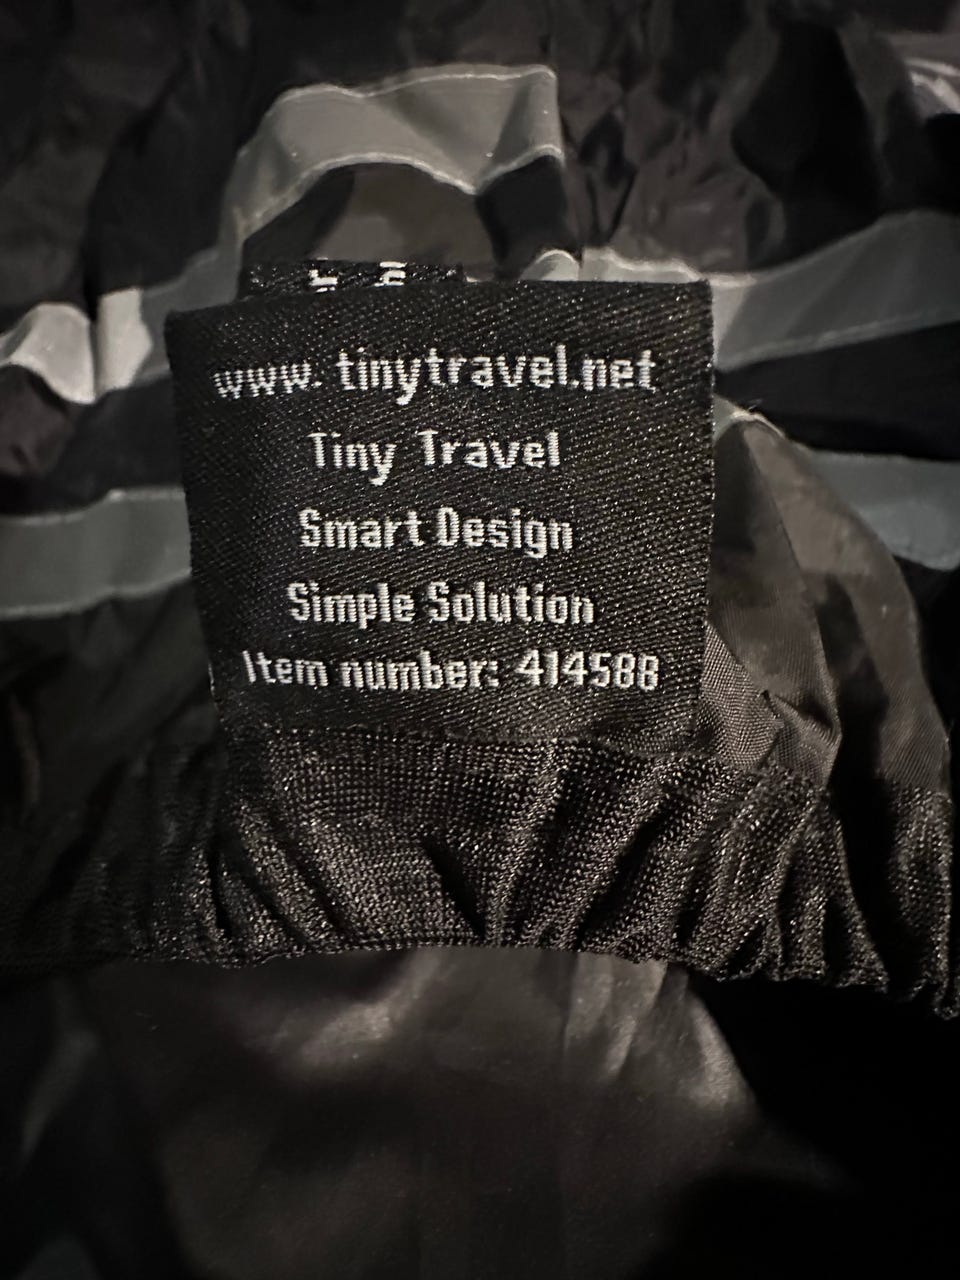 www. tinytravel.net
Tiny Travel
Smart Design
Simple Solution
Item number: 414588